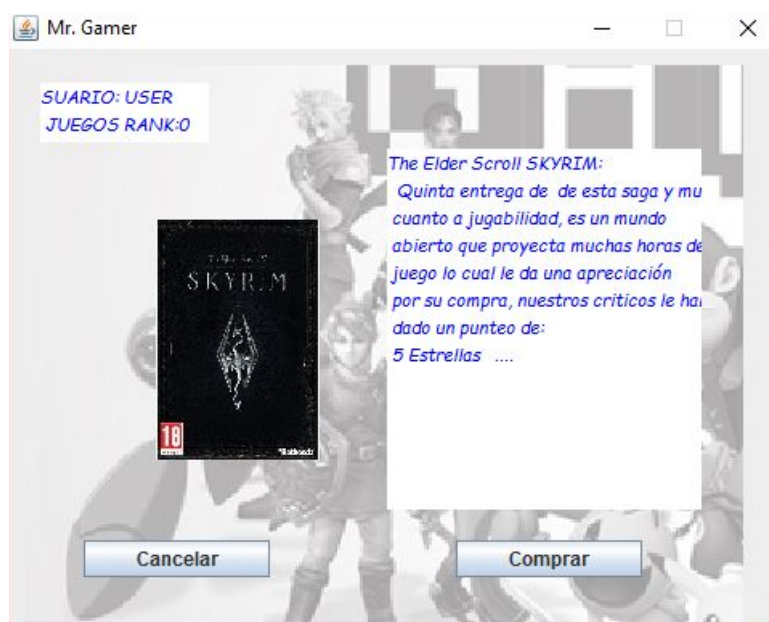 Mr. Gamer
SUARIO: USER
JUEGOS RANK:0
The Elder Scroll SKYRIM:
Quinta entrega de de esta saga y mu
cuanto a jugabilidad, es un mundo
abierto que proyecta muchas horas de
juego lo cual le da una apreciación
por su compra, nuestros criticos le ha
dado un punteo de:
5 Estrellas ....
SKYRIM
18
Bethesda
Cancelar
Comprar